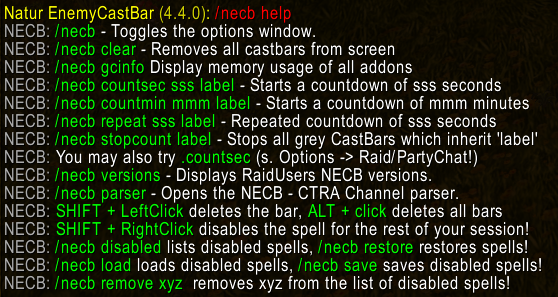 Natur EnemyCastBar (4.4.0): /necb help
NECB: /necb - Toggles the options window.
NECB: /necb clear - Removes all castbars from screen
NECB: /necb gcinfo Display memory usage of all addons
NECB: /necb countsec sss label - Starts a countdown of sss seconds
NECB: /necb countmin mmm label - Starts a countdown of mmm minutes
NECB: /necb repeat sss label - Repeated countdown of sss seconds
NECB: /necb stopcount label - Stops all grey CastBars which inherit 'label'
NECB: You may also try .countsec (s. Options -> Raid/PartyChat!)
NECB: /necb versions - Displays RaidUsers NECB versions.
NECB: /necb parser - Opens the NECB - CTRA Channel parser.
NECB: SHIFT + LeftClick deletes the bar, ALT + click deletes all bars
NECB: SHIFT + RightClick disables the spell for the rest of your session!
NECB: /necb disabled lists disabled spells, /necb restore restores spells!
NECB: /necb load loads disabled spells, /necb save saves disabled spells!
NECB: /necb remove xyz  removes xyz from the list of disabled spells!